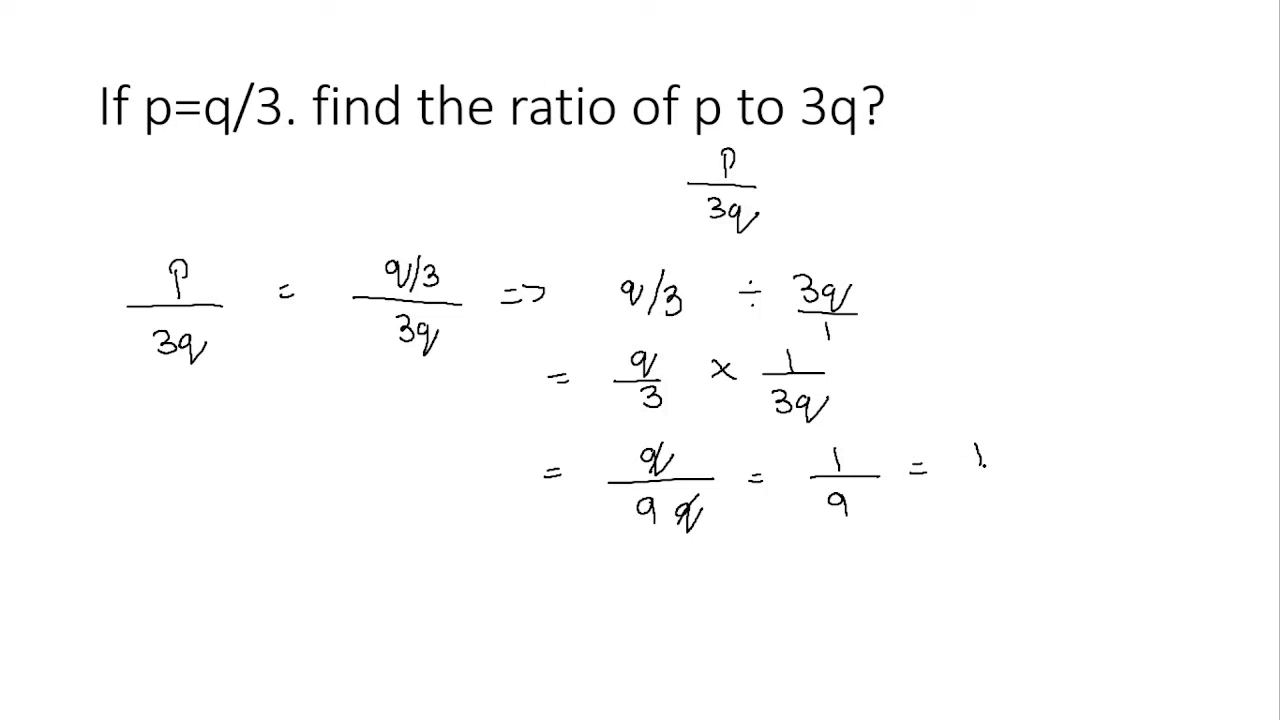 If p=q/3. find the ratio of p to 3q?
p
3q
p/3q = q/3 / 3q => q/3 ÷ 3q/1
= q/3 × 1/3q
= q/9q = 1/9 = 1.